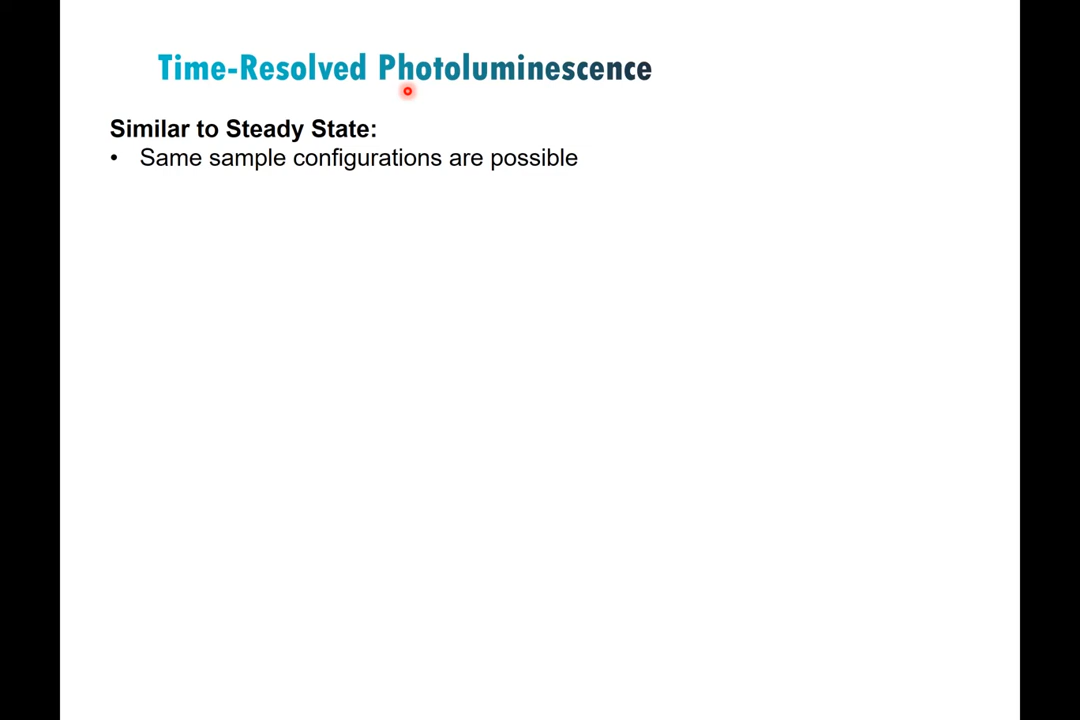 Time-Resolved Photoluminescence
Similar to Steady State:
• Same sample configurations are possible